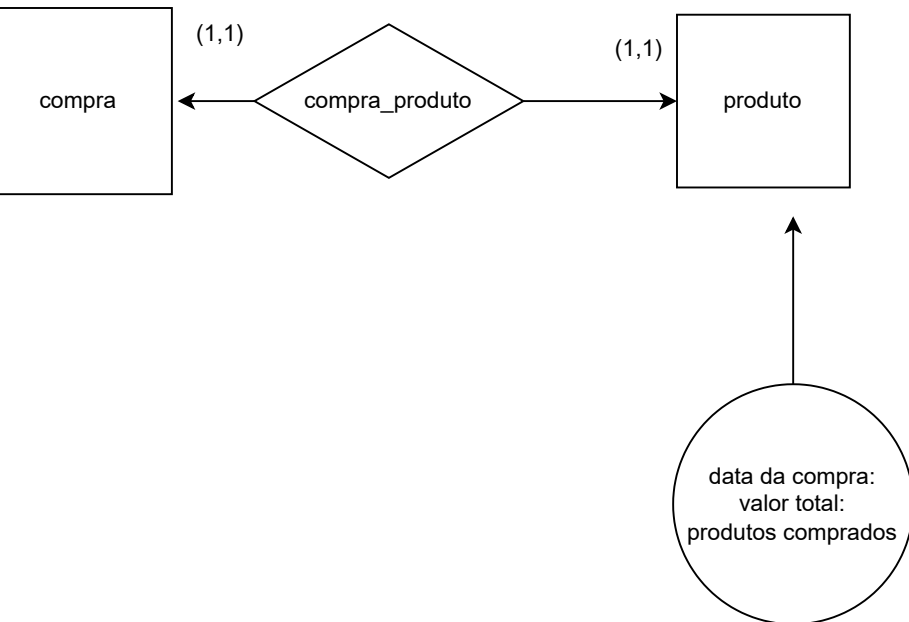 (1,1)
(1,1)
compra
compra_produto
produto
data da compra:
valor total:
produtos comprados